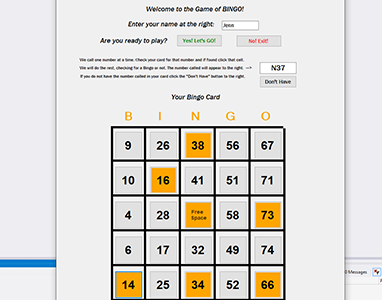 Welcome to the Game of BINGO!
Enter your name at the right: Jose
Are you ready to play? Yes! Let's GO! No! Exit!
We call one number at a time. Check your card for that number and if found click that cell.
We will do the rest, checking for a Bingo or not. The number called will appear to the right. --> N37
If you do not have the number called in your card click the "Don't Have" button to the right. Don't Have
Your Bingo Card
B I N G O
9 26 38 56 67
10 16 41 51 71
4 28 Free Space 58 73
6 17 32 49 74
14 25 34 52 66
0 Messages